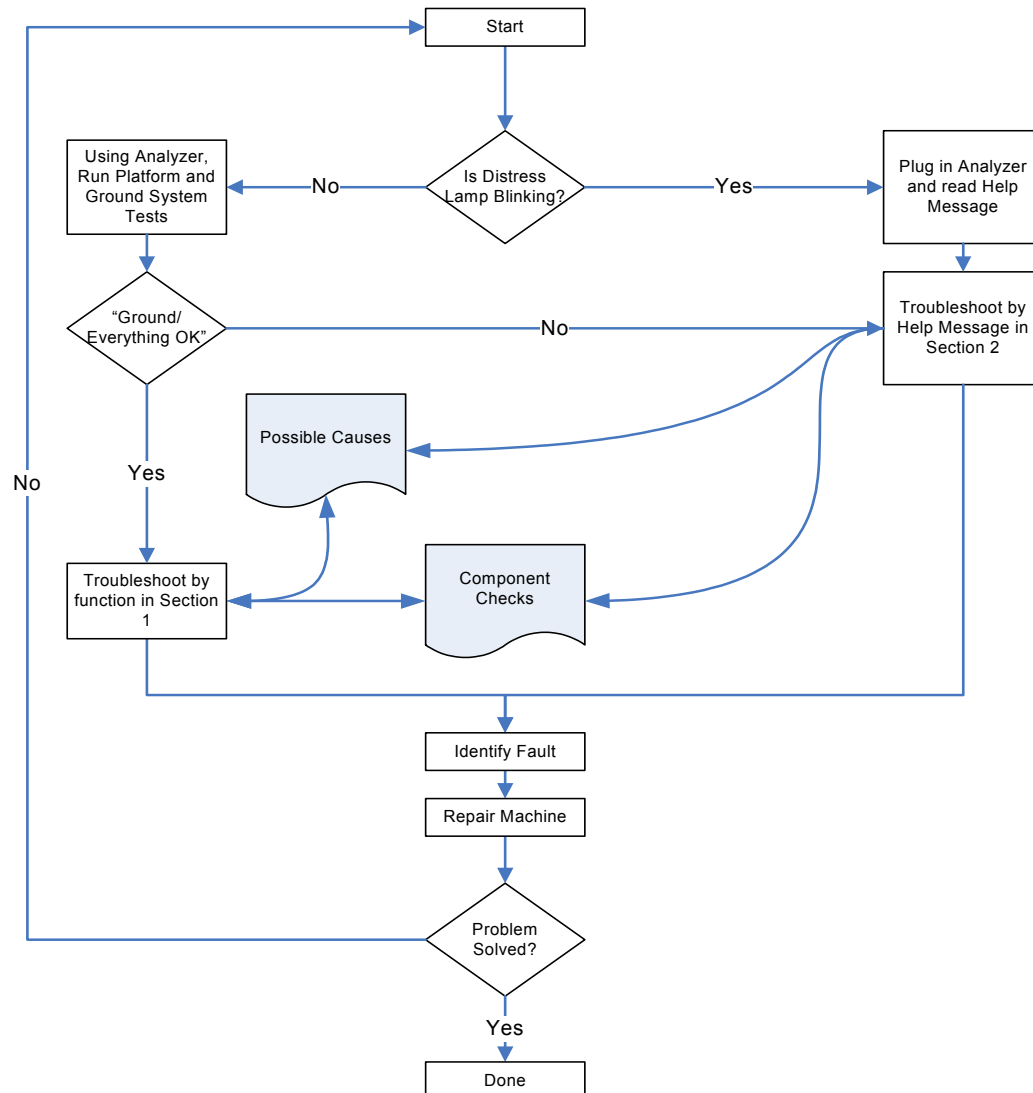 Start
Using Analyzer,
Run Platform and
Ground System
Tests
No
Is Distress
Lamp Blinking?
Yes
Plug in Analyzer
and read Help
Message
“Ground/
Everything OK”
No
Troubleshoot by
Help Message in
Section 2
Possible Causes
Yes
No
Troubleshoot by
function in Section
1
Component
Checks
Identify Fault
Repair Machine
Problem
Solved?
Yes
Done